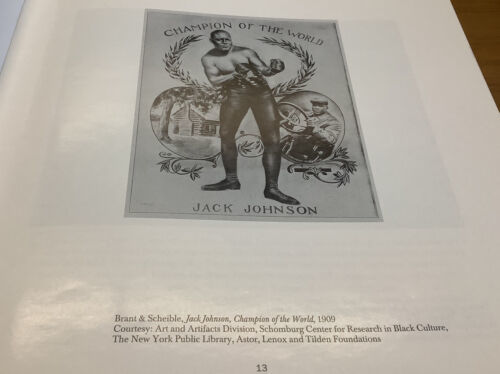 CHAMPION OF THE WORLD
JACK JOHNSON
Brant & Scheible, Jack Johnson, Champion of the World, 1909
Courtesy: Art and Artifacts Division, Schomburg Center for Research in Black Culture,
The New York Public Library, Astor, Lenox and Tilden Foundations
13